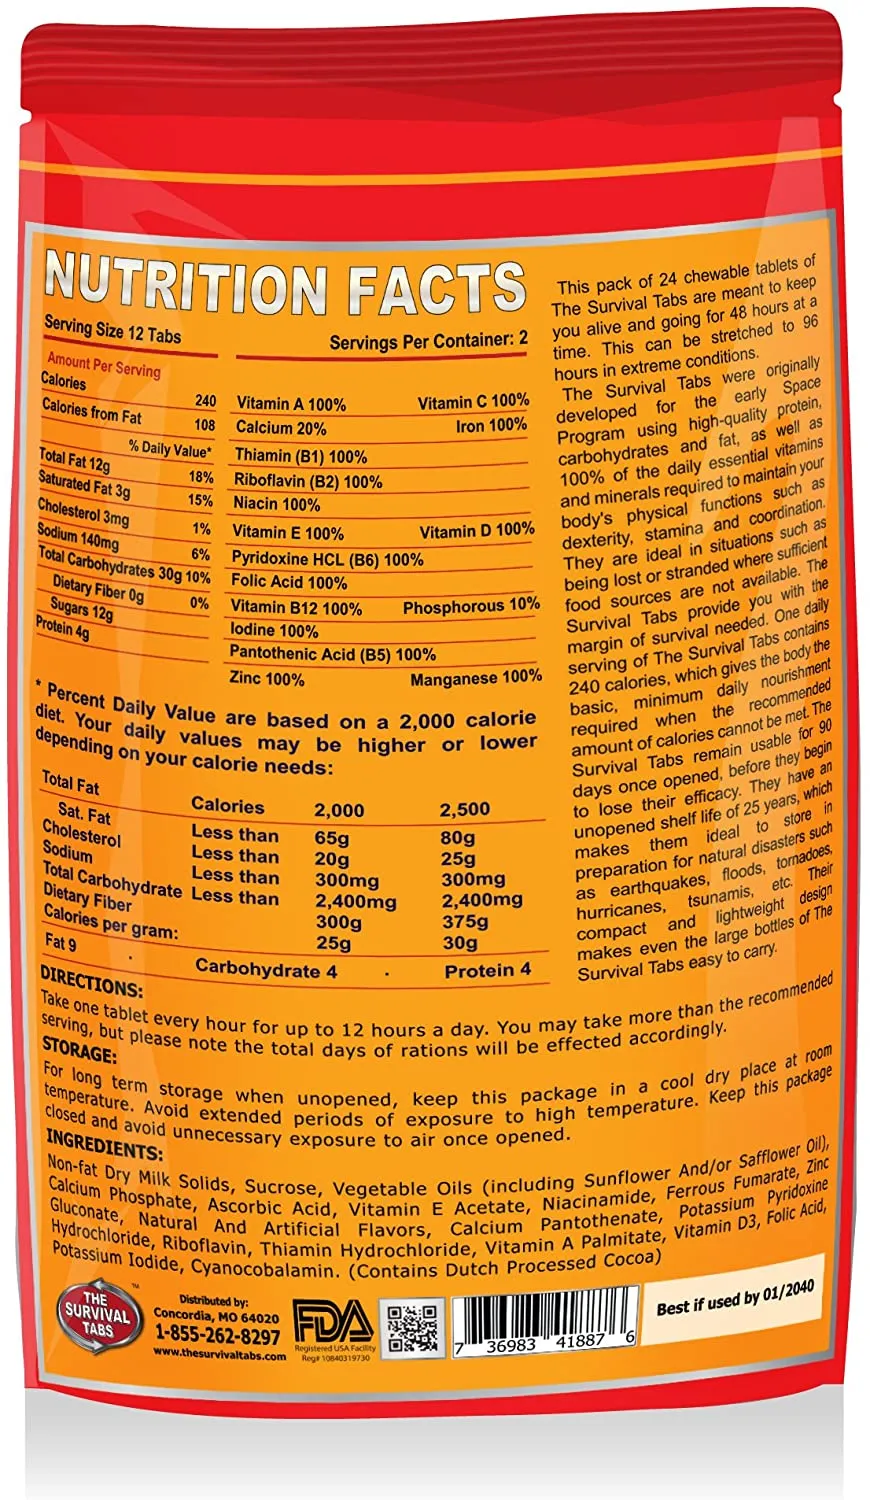 NUTRITION FACTS
Serving Size 12 Tabs
Servings Per Container: 2
Amount Per Serving
Calories 240
Calories from Fat 108
% Daily Value*
Total Fat 12g 18%
Saturated Fat 3g 15%
Cholesterol 3mg 1%
Sodium 140mg 6%
Total Carbohydrates 30g 10%
Dietary Fiber 0g 0%
Sugars 12g
Protein 4g
Vitamin A 100% Vitamin C 100%
Calcium 20% Iron 100%
Thiamin (B1) 100%
Riboflavin (B2) 100%
Niacin 100%
Vitamin E 100% Vitamin D 100%
Pyridoxine HCL (B6) 100%
Folic Acid 100%
Vitamin B12 100% Phosphorous 10%
Iodine 100%
Pantothenic Acid (B5) 100%
Zinc 100% Manganese 100%
* Percent Daily Value are based on a 2,000 calorie
diet. Your daily values may be higher or lower
depending on your calorie needs:
Calories 2,000 2,500
Total Fat Less than 65g 80g
Sat. Fat Less than 20g 25g
Cholesterol Less than 300mg 300mg
Sodium Less than 2,400mg 2,400mg
Total Carbohydrate 300g 375g
Dietary Fiber 25g 30g
Calories per gram:
Fat 9 · Carbohydrate 4 · Protein 4
This pack of 24 chewable tablets of
The Survival Tabs are meant to keep
you alive and going for 48 hours at a
time. This can be stretched to 96
hours in extreme conditions.
The Survival Tabs were originally
developed for the early Space
Program using high-quality protein,
carbohydrates and fat, as well as
100% of the daily essential vitamins
and minerals required to maintain your
body's physical functions such as
dexterity, stamina and coordination.
They are ideal in situations such as
being lost or stranded where sufficient
food sources are not available. The
Survival Tabs provide you with the
margin of survival needed. One daily
serving of The Survival Tabs contains
240 calories, which gives the body the
basic, minimum daily nourishment
required when the recommended
amount of calories cannot be met. The
Survival Tabs remain usable for 90
days once opened, before they begin
to lose their efficacy. They have an
unopened shelf life of 25 years, which
makes them ideal to store in
preparation for natural disasters such
as earthquakes, floods, tornadoes,
hurricanes, tsunamis, etc. Their
compact and lightweight design
makes even the large bottles of The
Survival Tabs easy to carry.
DIRECTIONS:
Take one tablet every hour for up to 12 hours a day. You may take more than the recommended
serving, but please note the total days of rations will be effected accordingly.
STORAGE:
For long term storage when unopened, keep this package in a cool dry place at room
temperature. Avoid extended periods of exposure to high temperature. Keep this package
closed and avoid unnecessary exposure to air once opened.
INGREDIENTS:
Non-fat Dry Milk Solids, Sucrose, Vegetable Oils (including Sunflower And/or Safflower Oil),
Calcium Phosphate, Ascorbic Acid, Vitamin E Acetate, Niacinamide, Ferrous Fumarate, Zinc
Gluconate, Natural And Artificial Flavors, Calcium Pantothenate, Potassium Pyridoxine
Hydrochloride, Riboflavin, Thiamin Hydrochloride, Vitamin A Palmitate, Vitamin D3, Folic Acid,
Potassium Iodide, Cyanocobalamin. (Contains Dutch Processed Cocoa)
THE
SURVIVAL
TABS
TM
Distributed by:
Concordia, MO 64020
1-855-262-8297
www.thesurvivaltabs.com
FDA
Registered USA Facility
Reg# 10840319730
7 36983 41887 6
Best if used by 01/2040